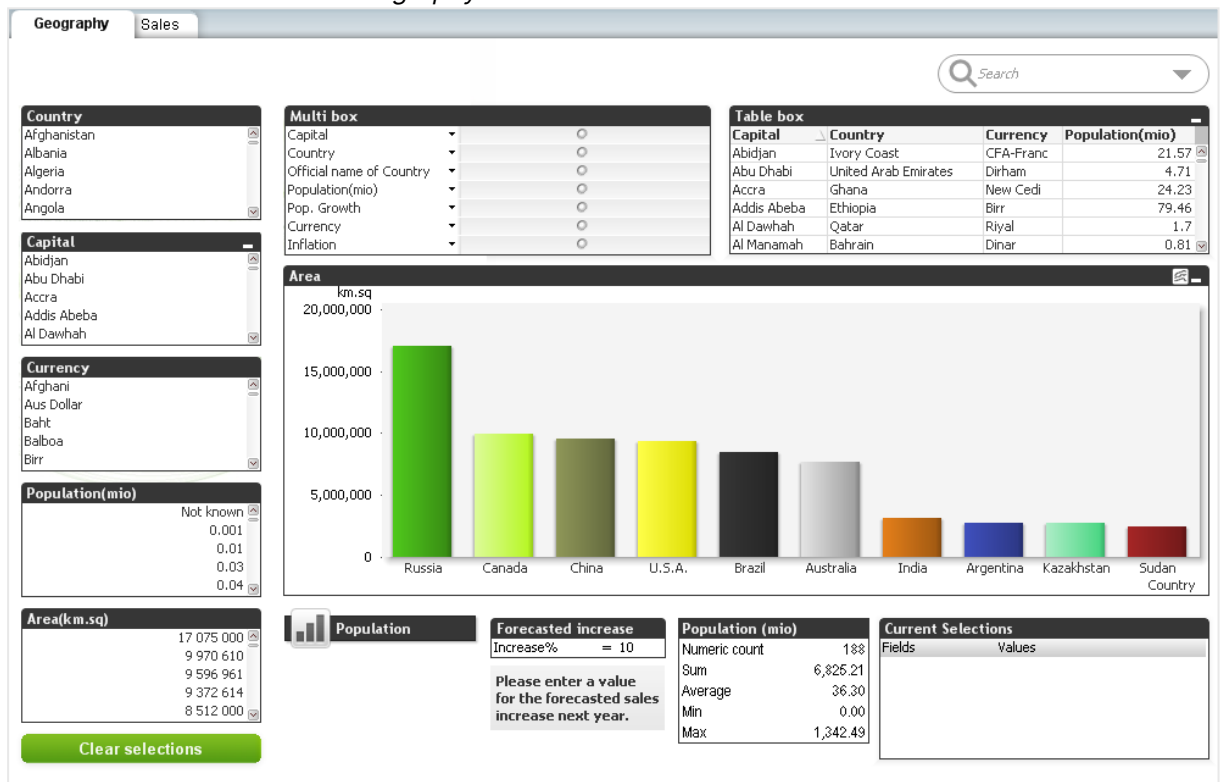 Geography
Sales
Search
Country
Afghanistan
Albania
Algeria
Andorra
Angola
Capital
Abidjan
Abu Dhabi
Accra
Addis Abeba
Al Dawhah
Currency
Afghani
Aus Dollar
Baht
Balboa
Birr
Population(mio)
Not known
0.001
0.01
0.03
0.04
Area(km.sq)
17 075 000
9 970 610
9 596 961
9 372 614
8 512 000
Clear selections
Multi box
Capital
Country
Official name of Country
Population(mio)
Pop. Growth
Currency
Inflation
Table box
Capital Country Currency Population(mio)
Abidjan Ivory Coast CFA-Franc 21.57
Abu Dhabi United Arab Emirates Dirham 4.71
Accra Ghana New Cedi 24.23
Addis Abeba Ethiopia Birr 79.46
Al Dawhah Qatar Riyal 1.7
Al Manamah Bahrain Dinar 0.81
Area
km.sq
20,000,000
15,000,000
10,000,000
5,000,000
0
Russia Canada China U.S.A. Brazil Australia India Argentina Kazakhstan Sudan
Country
Population
Forecasted increase
Increase% = 10
Please enter a value
for the forecasted sales
increase next year.
Population (mio)
Numeric count 188
Sum 6,825.21
Average 36.30
Min 0.00
Max 1,342.49
Current Selections
Fields Values